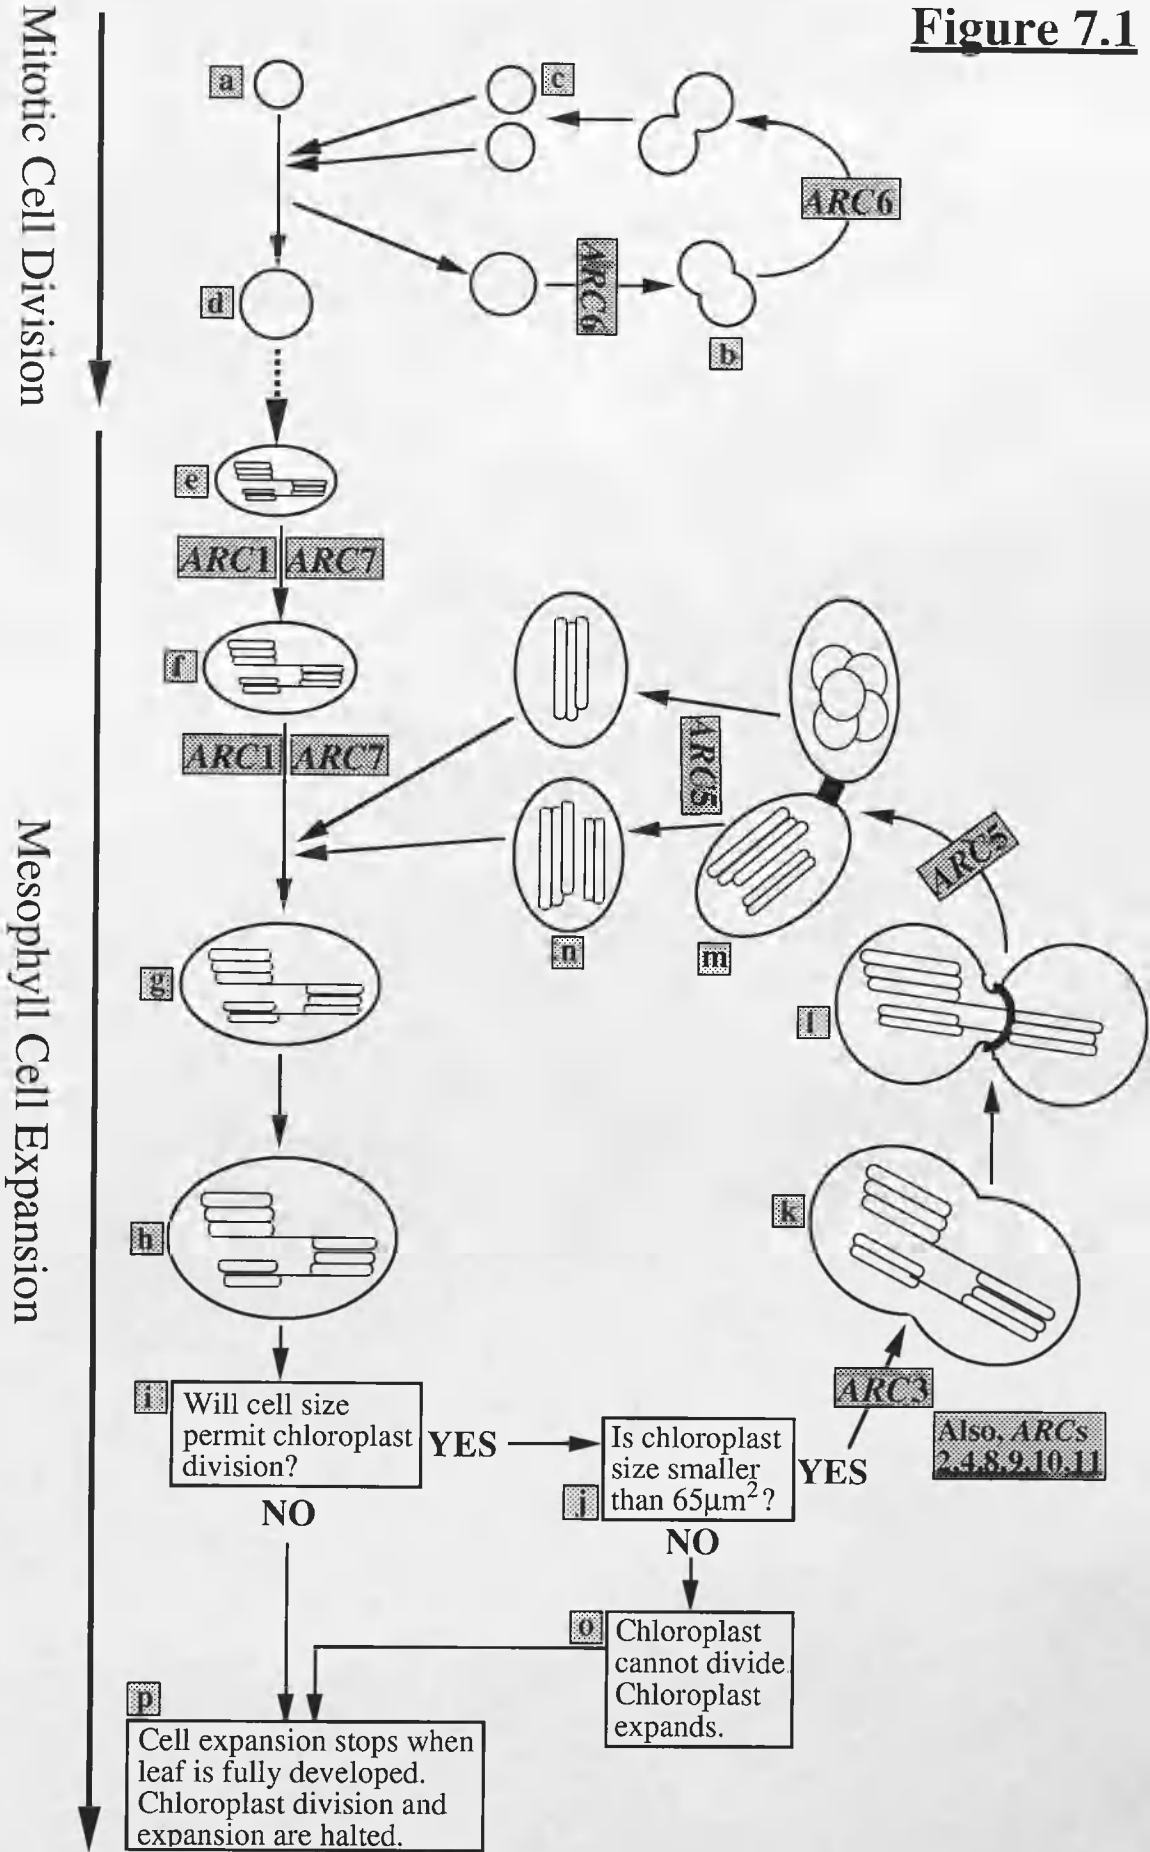 Figure 7.1
Mitotic Cell Division
a
c
ARC6
d
ARC6
b
e
ARC1
ARC7
f
ARC1
ARC7
ARC5
ARC5
n
m
g
l
Mesophyll Cell Expansion
h
k
i
Will cell size
permit chloroplast
division?
YES
NO
j
Is chloroplast
size smaller
than 65µm²?
YES
NO
ARC3
Also, ARCs
2,4,8,9,10,11
o
Chloroplast
cannot divide.
Chloroplast
expands.
p
Cell expansion stops when
leaf is fully developed.
Chloroplast division and
expansion are halted.